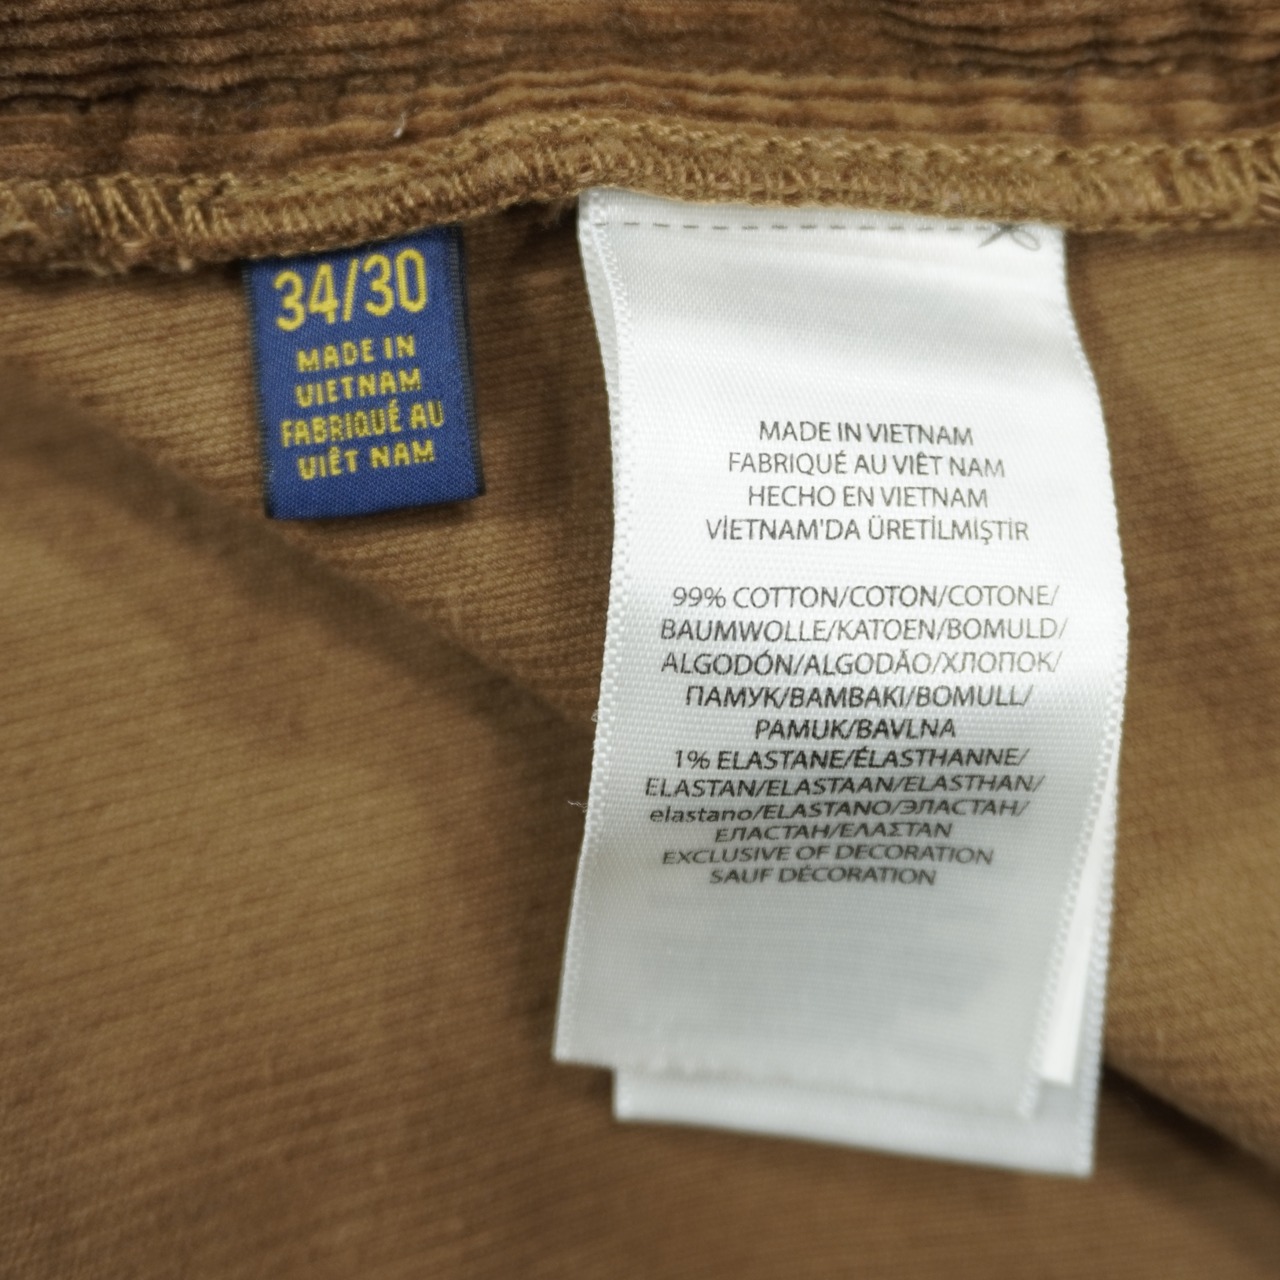 34/30
MADE IN
VIETNAM
FABRIQUÉ AU
VIÊT NAM
MADE IN VIETNAM
FABRIQUÉ AU VIÊT NAM
HECHO EN VIETNAM
VİETNAM'DA ÜRETİLMİŞTİR
99% COTTON/COTON/COTONE/
BAUMWOLLE/KATOEN/BOMULD/
ALGODÓN/ALGODÃO/ХЛОПОК/
ПАМУК/ΒΑΜΒΑΚΙ/BOMULL/
PAMUK/BAVLNA
1% ELASTANE/ÉLASTHANNE/
ELASTAN/ELASTAAN/ELASTHAN/
elastano/ELASTANO/ЭЛАСТАН/
ЕЛАСТАН/ΕΛΑΣΤΑΝ
EXCLUSIVE OF DECORATION
SAUF DÉCORATION